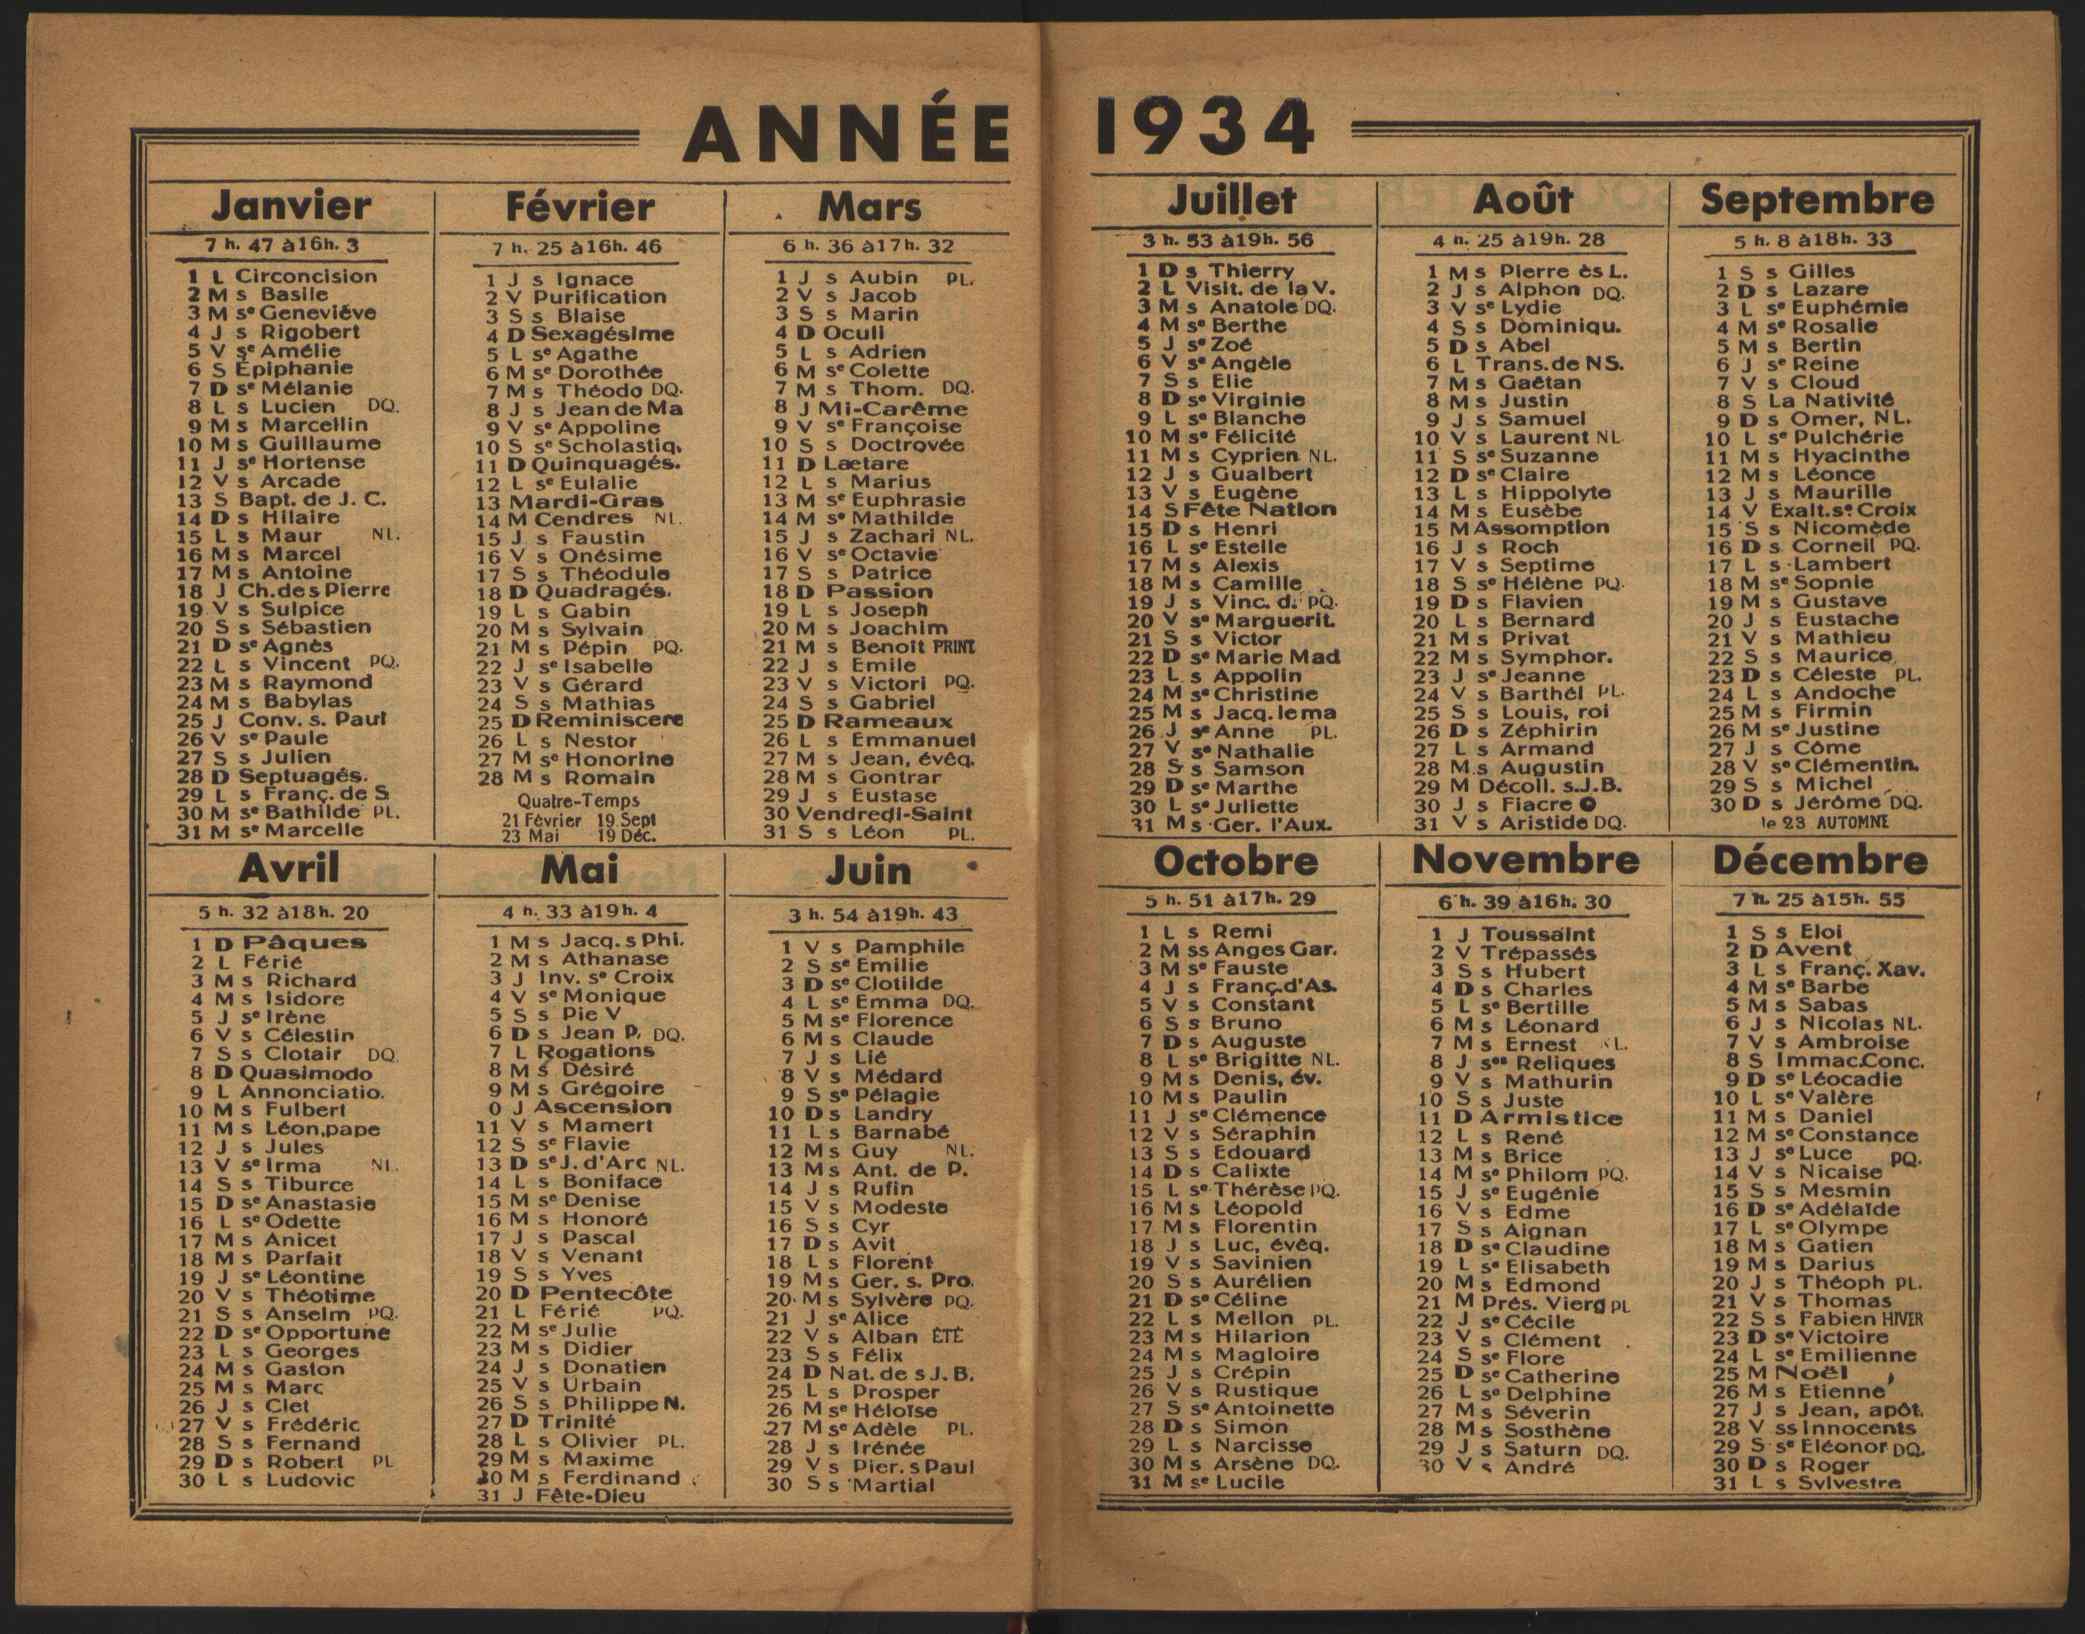 ANNÉE 1934
Janvier
7 h. 47 à 16h. 3
1 L Circoncision
2 M s Basile
3 M se Geneviève
4 J s Rigobert
5 V se Amélie
6 S Epiphanie
7 D se Mélanie
8 L s Lucien DQ.
9 M s Marcellin
10 M s Guillaume
11 J se Hortense
12 V s Arcade
13 S Bapt. de J. C.
14 D s Hilaire
15 L s Maur NL.
16 M s Marcel
17 M s Antoine
18 J Ch. des Pierre
19 V s Sulpice
20 S s Sébastien
21 D se Agnès
22 L s Vincent PQ.
23 M s Raymond
24 M s Babylas
25 J Conv. s. Paul
26 V se Paule
27 S s Julien
28 D Septuagés.
29 L s Franç. de S
30 M se Bathilde PL.
31 M se Marcelle
Février
7 h. 25 à 16h. 46
1 J s Ignace
2 V Purification
3 S s Blaise
4 D Sexagésime
5 L se Agathe
6 M se Dorothée
7 M s Théodo DQ.
8 J s Jean de Ma
9 V se Appoline
10 S se Scholastiq.
11 D Quinquagés.
12 L se Eulalie
13 Mardi-Gras
14 M Cendres NL.
15 J s Faustin
16 V s Onésime
17 S s Théodule
18 D Quadragés.
19 L s Gabin
20 M s Sylvain
21 M s Pépin PQ.
22 J se Isabelle
23 V s Gérard
24 S s Mathias
25 D Reminiscere
26 L s Nestor
27 M se Honorine
28 M s Romain
Quatre-Temps
21 Février 19 Sept
23 Mai 19 Déc.
Mars
6 h. 36 à 17h. 32
1 J s Aubin PL.
2 V s Jacob
3 S s Marin
4 D Oculi
5 L s Adrien
6 M se Colette
7 M s Thom. DQ.
8 J Mi-Carême
9 V se Françoise
10 S s Doctrovée
11 D Laetare
12 L s Marius
13 M se Euphrasie
14 M se Mathilde
15 J s Zachari NL.
16 V se Octavie
17 S s Patrice
18 D Passion
19 L s Joseph
20 M s Joachim
21 M s Benoit PRINT
22 J s Emile
23 V s Victori PQ.
24 S s Gabriel
25 D Rameaux
26 L s Emmanuel
27 M s Jean, évêq.
28 M s Gontrar
29 J s Eustase
30 Vendredi-Saint
31 S s Léon PL.
Avril
5 h. 32 à 18h. 20
1 D Pâques
2 L Férié
3 M s Richard
4 M s Isidore
5 J se Irène
6 V s Célestin
7 S s Clotair DQ
8 D Quasimodo
9 L Annonciatio.
10 M s Fulbert
11 M s Léon, pape
12 J s Jules
13 V se Irma NL.
14 S s Tiburce
15 D se Anastasie
16 L se Odette
17 M s Anicet
18 M s Parfait
19 J se Léontine
20 V s Théotime
21 S s Anselm PQ.
22 D se Opportune
23 L s Georges
24 M s Gaston
25 M s Marc
26 J s Clet
27 V s Frédéric
28 S s Fernand
29 D s Robert PL
30 L s Ludovic
Mai
4 h. 33 à 19h. 4
1 M s Jacq. s Phi.
2 M s Athanase
3 J Inv. se Croix
4 V se Monique
5 S s Pie V
6 D s Jean P. DQ.
7 L Rogations
8 M s Désiré
9 M s Grégoire
0 J Ascension
11 V s Mamert
12 S se Flavie
13 D se J. d'Arc NL.
14 L s Boniface
15 M se Denise
16 M s Honoré
17 J s Pascal
18 V s Venant
19 S s Yves
20 D Pentecôte
21 L Férié PQ.
22 M se Julie
23 M s Didier
24 J s Donatien
25 V s Urbain
26 S s Philippe N.
27 D Trinité
28 L s Olivier PL.
29 M s Maxime
30 M s Ferdinand
31 J Fête-Dieu
Juin
3 h. 54 à 19h. 43
1 V s Pamphile
2 S se Emilie
3 D se Clotilde
4 L se Emma DQ.
5 M se Florence
6 M s Claude
7 J s Lié
8 V s Médard
9 S se Pélagie
10 D s Landry
11 L s Barnabé
12 M s Guy NL.
13 M s Ant. de P.
14 J s Rufin
15 V s Modeste
16 S s Cyr
17 D s Avit
18 L s Florent
19 M s Ger. s. Pro.
20 M s Sylvère PQ.
21 J se Alice
22 V s Alban ÉTÉ
23 S s Félix
24 D Nat. de s J. B.
25 L s Prosper
26 M se Héloïse
27 M se Adèle PL.
28 J s Irénée
29 V s Pier. s Paul
30 S s Martial
Juillet
3 h. 53 à 19h. 56
1 D s Thierry
2 L Visit. de la V.
3 M s Anatole DQ.
4 M se Berthe
5 J se Zoé
6 V se Angèle
7 S s Elie
8 D se Virginie
9 L se Blanche
10 M se Félicité
11 M s Cyprien NL.
12 J s Gualbert
13 V s Eugène
14 S Fête Nation
15 D s Henri
16 L se Estelle
17 M s Alexis
18 M s Camille
19 J s Vinc. d. PQ.
20 V se Marguerit.
21 S s Victor
22 D se Marie Mad
23 L s Appolin
24 M se Christine
25 M s Jacq. le ma
26 J se Anne PL.
27 V se Nathalie
28 S s Samson
29 D se Marthe
30 L se Juliette
31 M s Ger. l'Aux.
Août
4 h. 25 à 19h. 28
1 M s Pierre ès L.
2 J s Alphon DQ.
3 V se Lydie
4 S s Dominiqu.
5 D s Abel
6 L Trans. de NS.
7 M s Gaëtan
8 M s Justin
9 J s Samuel
10 V s Laurent NL
11 S se Suzanne
12 D se Claire
13 L s Hippolyte
14 M s Eusèbe
15 M Assomption
16 J s Roch
17 V s Septime
18 S se Hélène PQ.
19 D s Flavien
20 L s Bernard
21 M s Privat
22 M s Symphor.
23 J se Jeanne
24 V s Barthél PL.
25 S s Louis, roi
26 D s Zéphirin
27 L s Armand
28 M s Augustin
29 M Décoll. s. J. B.
30 J s Fiacre
31 V s Aristide DQ.
Septembre
5 h. 8 à 18h. 33
1 S s Gilles
2 D s Lazare
3 L se Euphémie
4 M se Rosalie
5 M s Bertin
6 J se Reine
7 V s Cloud
8 S La Nativité
9 D s Omer, NL.
10 L se Pulchérie
11 M s Hyacinthe
12 M s Léonce
13 J s Maurille
14 V Exalt. se Croix
15 S s Nicomède
16 D s Corneil PQ.
17 L s Lambert
18 M se Sophie
19 M s Gustave
20 J s Eustache
21 V s Mathieu
22 S s Maurice
23 D s Céleste PL.
24 L s Andoche
25 M s Firmin
26 M se Justine
27 J s Côme
28 V se Clémentin.
29 S s Michel
30 D s Jérôme DQ.
le 23 AUTOMNE
Octobre
5 h. 51 à 17h. 29
1 L s Remi
2 M ss Anges Gar.
3 M se Fauste
4 J s Franç. d'As.
5 V s Constant
6 S s Bruno
7 D s Auguste
8 L se Brigitte NL.
9 M s Denis, év.
10 M s Paulin
11 J se Clémence
12 V s Séraphin
13 S s Edouard
14 D s Calixte
15 L se Thérèse PQ.
16 M s Léopold
17 M s Florentin
18 J s Luc, évêq.
19 V s Savinien
20 S s Aurélien
21 D se Céline
22 L s Mellon PL.
23 M s Hilarion
24 M s Magloire
25 J s Crépin
26 V s Rustique
27 S se Antoinette
28 D s Simon
29 L s Narcisse
30 M s Arsène DQ.
31 M se Lucile
Novembre
6 h. 39 à 16h. 30
1 J Toussaint
2 V Trépassés
3 S s Hubert
4 D s Charles
5 L se Bertille
6 M s Léonard
7 M s Ernest NL.
8 J ses Reliques
9 V s Mathurin
10 S s Juste
11 D Armistice
12 L s René
13 M s Brice
14 M se Philom PQ.
15 J se Eugénie
16 V s Edme
17 S s Aignan
18 D se Claudine
19 L se Elisabeth
20 M s Edmond
21 M Prés. Vierg PL
22 J se Cécile
23 V s Clément
24 S se Flore
25 D se Catherine
26 L se Delphine
27 M s Séverin
28 M s Sosthène
29 J s Saturn DQ.
30 V s André
Décembre
7 h. 25 à 15h. 55
1 S s Eloi
2 D Avent
3 L s Franç. Xav.
4 M se Barbe
5 M s Sabas
6 J s Nicolas NL.
7 V s Ambroise
8 S Immac. Conc.
9 D se Léocadie
10 L se Valère
11 M s Daniel
12 M se Constance
13 J se Luce PQ.
14 V s Nicaise
15 S s Mesmin
16 D se Adélaïde
17 L se Olympe
18 M s Gatien
19 M s Darius
20 J s Théoph PL.
21 V s Thomas
22 S s Fabien HIVER
23 D se Victoire
24 L se Emilienne
25 M Noël
26 M s Etienne
27 J s Jean, apôt.
28 V ss Innocents
29 S se Eléonor DQ.
30 D s Roger
31 L s Sylvestre